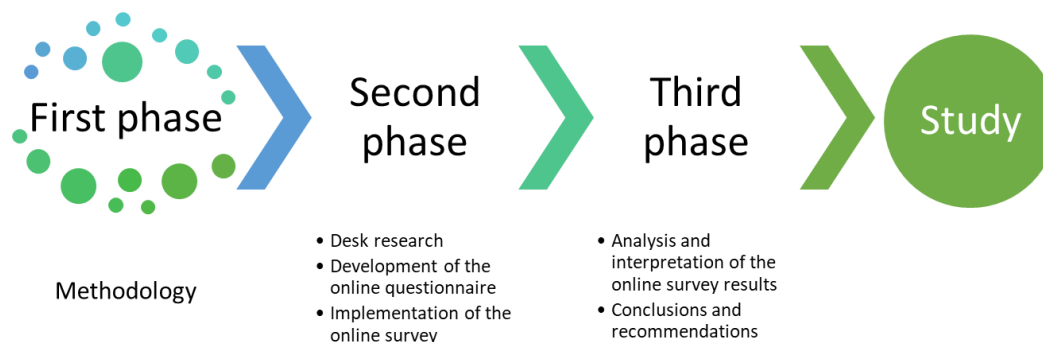 First phase
Second
phase
Third
phase
Study
Methodology
• Desk research
• Development of the
online questionnaire
• Implementation of the
online survey
• Analysis and
interpretation of the
online survey results
• Conclusions and
recommendations